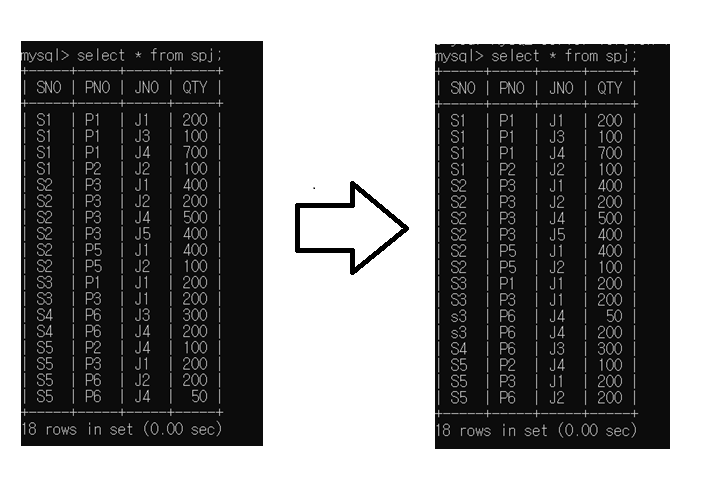 mysql> select * from spj;
| SNO | PNO | JNO | QTY |
| S1 | P1 | J1 | 200 |
| S1 | P1 | J3 | 100 |
| S1 | P1 | J4 | 700 |
| S1 | P2 | J2 | 100 |
| S2 | P3 | J1 | 400 |
| S2 | P3 | J2 | 200 |
| S2 | P3 | J4 | 500 |
| S2 | P3 | J5 | 400 |
| S2 | P5 | J1 | 400 |
| S2 | P5 | J2 | 100 |
| S3 | P1 | J1 | 200 |
| S3 | P3 | J1 | 200 |
| S4 | P6 | J3 | 300 |
| S4 | P6 | J4 | 200 |
| S5 | P2 | J4 | 100 |
| S5 | P3 | J1 | 200 |
| S5 | P6 | J2 | 200 |
| S5 | P6 | J4 | 50 |
18 rows in set (0.00 sec)
mysql> select * from spj;
| SNO | PNO | JNO | QTY |
| S1 | P1 | J1 | 200 |
| S1 | P1 | J3 | 100 |
| S1 | P1 | J4 | 700 |
| S1 | P2 | J2 | 100 |
| S2 | P3 | J1 | 400 |
| S2 | P3 | J2 | 200 |
| S2 | P3 | J4 | 500 |
| S2 | P3 | J5 | 400 |
| S2 | P5 | J1 | 400 |
| S2 | P5 | J2 | 100 |
| S3 | P1 | J1 | 200 |
| S3 | P3 | J1 | 200 |
| s3 | P6 | J4 | 50 |
| s3 | P6 | J4 | 200 |
| S4 | P6 | J3 | 300 |
| S5 | P2 | J4 | 100 |
| S5 | P3 | J1 | 200 |
| S5 | P6 | J2 | 200 |
18 rows in set (0.00 sec)